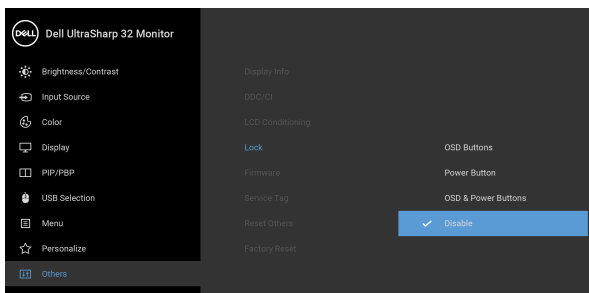 DELL Dell UltraSharp 32 Monitor
Brightness/Contrast
Input Source
Color
Display
PIP/PBP
USB Selection
Menu
Personalize
Others
Display Info
DDC/CI
LCD Conditioning
Lock
Firmware
Service Tag
Reset Others
Factory Reset
OSD Buttons
Power Button
OSD & Power Buttons
Disable